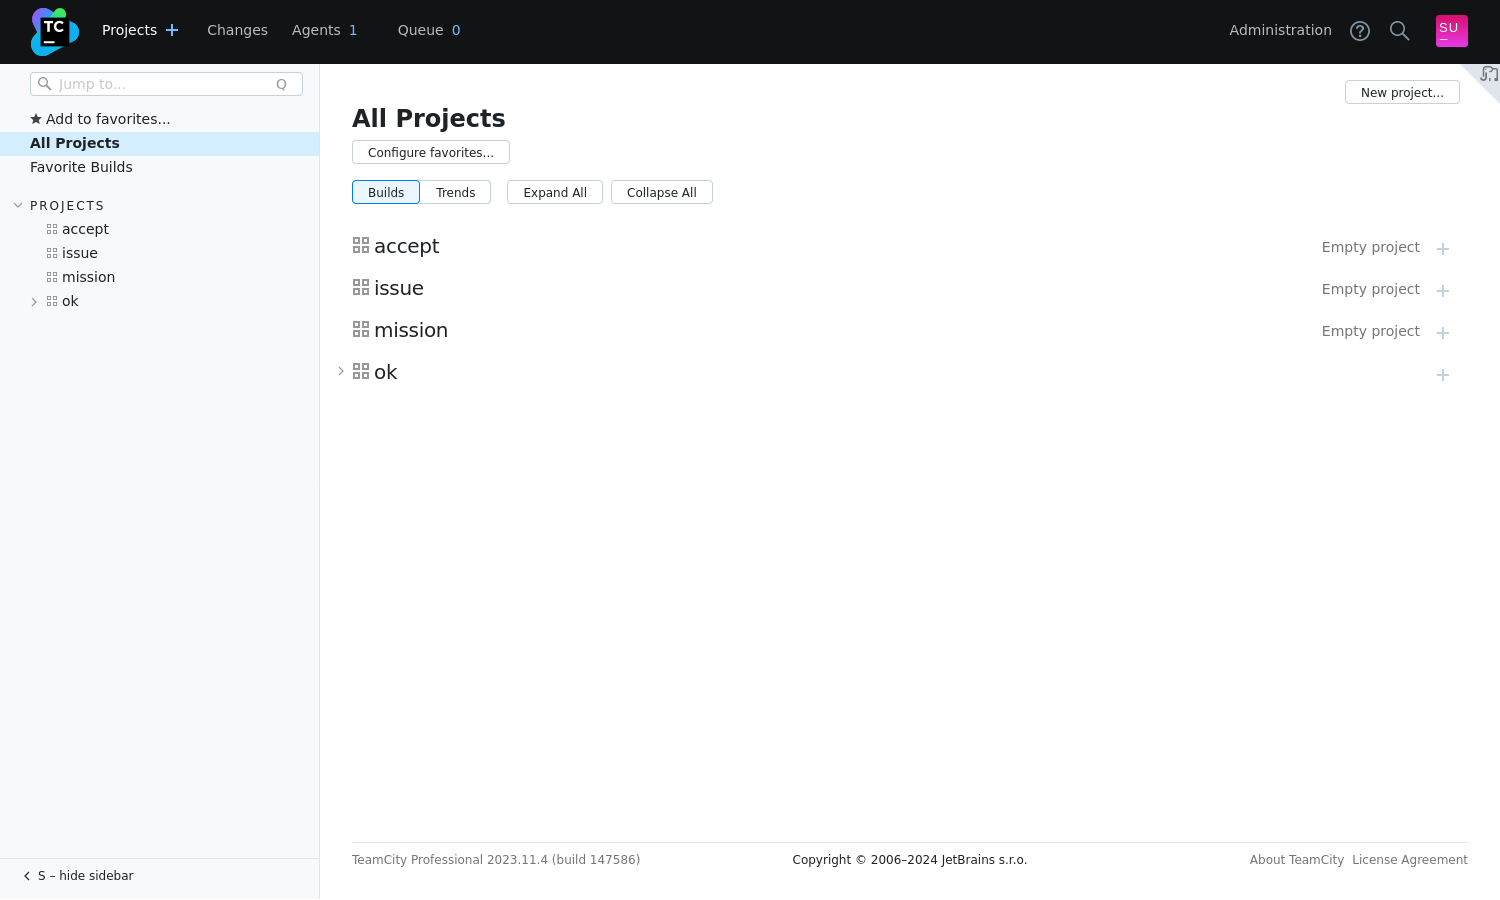 TC
Projects
Changes
Agents 1
Queue 0
Administration
SU
Jump to...
Q
Add to favorites...
All Projects
Favorite Builds
PROJECTS
accept
issue
mission
ok
S – hide sidebar
New project...
All Projects
Configure favorites...
Builds Trends Expand All Collapse All
accept Empty project
issue Empty project
mission Empty project
ok
TeamCity Professional 2023.11.4 (build 147586) Copyright © 2006–2024 JetBrains s.r.o. About TeamCity License Agreement